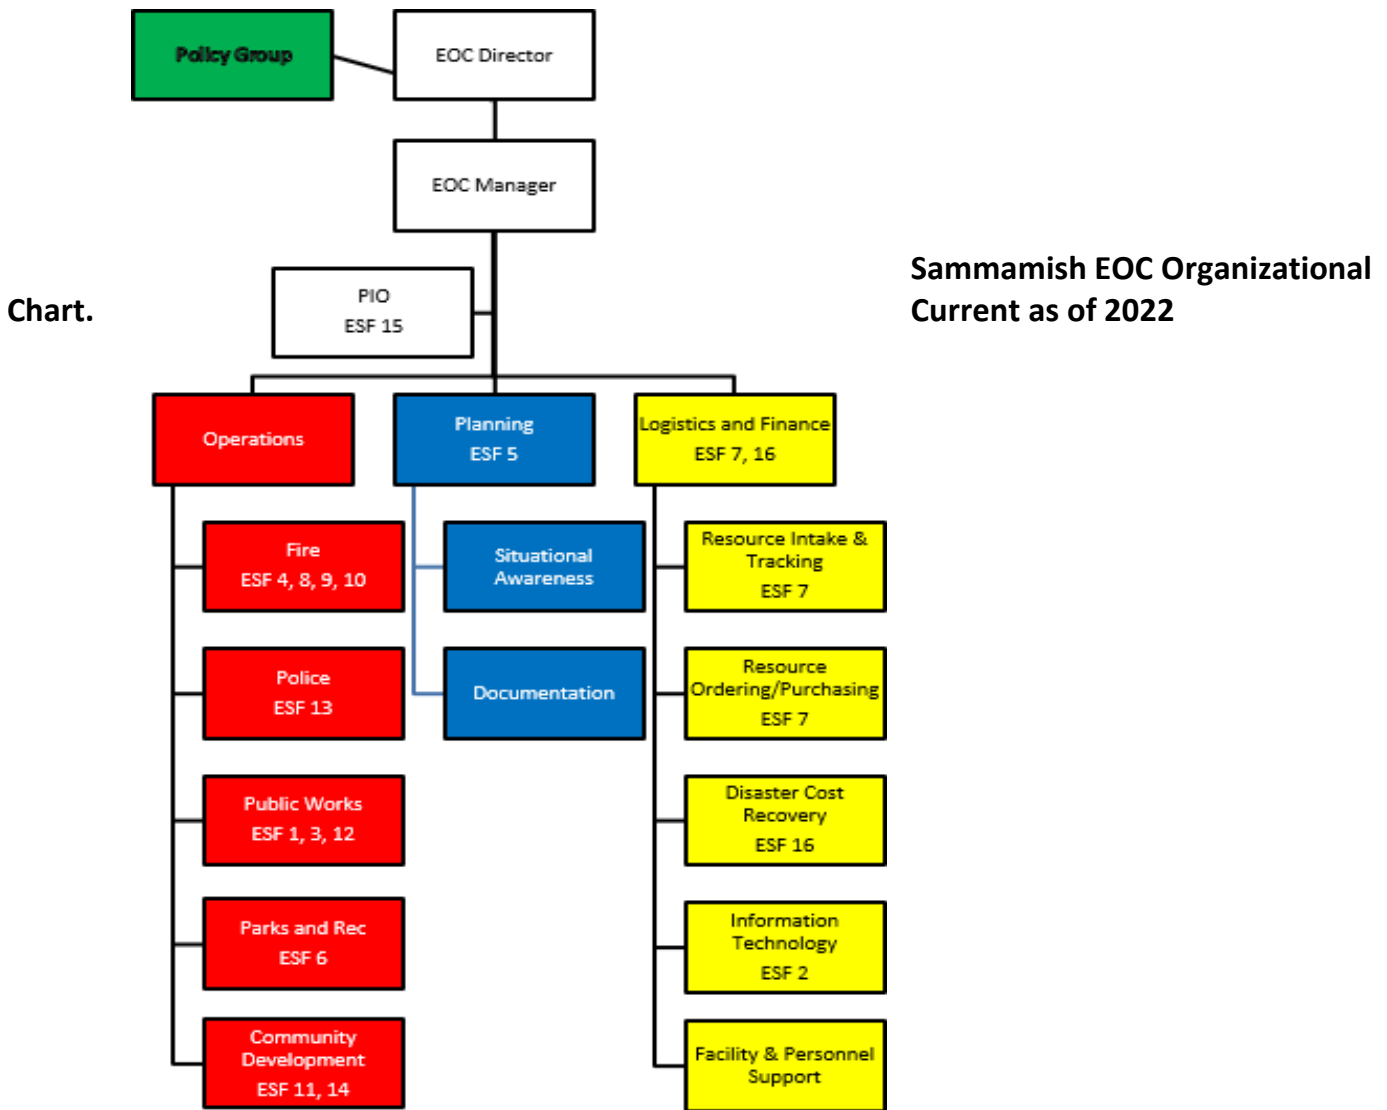 Policy Group
EOC Director
EOC Manager
Sammamish EOC Organizational
Chart.
Current as of 2022
PIO
ESF 15
Operations
Planning
ESF 5
Logistics and Finance
ESF 7, 16
Fire
ESF 4, 8, 9, 10
Situational
Awareness
Resource Intake &
Tracking
ESF 7
Police
ESF 13
Documentation
Resource
Ordering/Purchasing
ESF 7
Public Works
ESF 1, 3, 12
Disaster Cost
Recovery
ESF 16
Parks and Rec
ESF 6
Information
Technology
ESF 2
Community
Development
ESF 11, 14
Facility & Personnel
Support